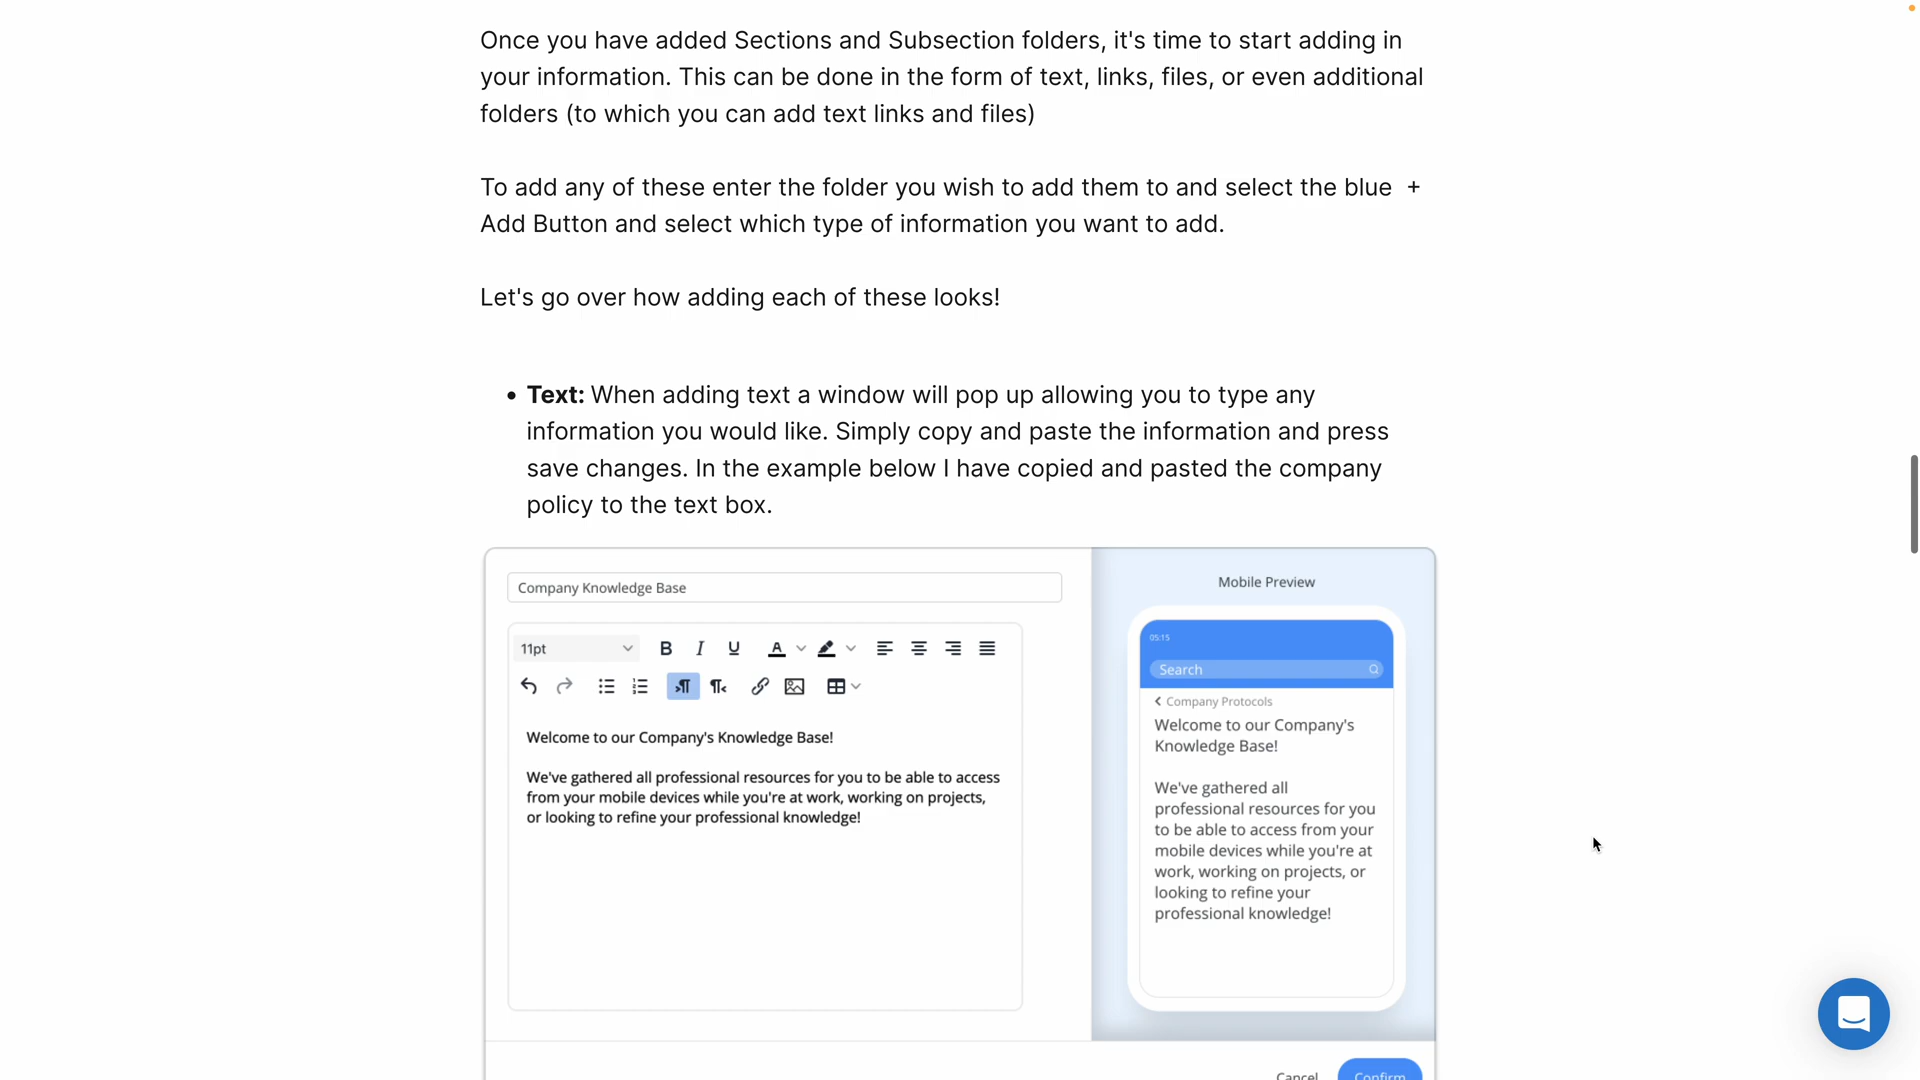 Once you have added Sections and Subsection folders, it's time to start adding in
your information. This can be done in the form of text, links, files, or even additional
folders (to which you can add text links and files)
To add any of these enter the folder you wish to add them to and select the blue +
Add Button and select which type of information you want to add.
Let's go over how adding each of these looks!
• Text: When adding text a window will pop up allowing you to type any
information you would like. Simply copy and paste the information and press
save changes. In the example below I have copied and pasted the company
policy to the text box.
Company Knowledge Base
11pt
B I U A
Welcome to our Company's Knowledge Base!
We've gathered all professional resources for you to be able to access
from your mobile devices while you're at work, working on projects,
or looking to refine your professional knowledge!
Mobile Preview
05:15
Search
Company Protocols
Welcome to our Company's
Knowledge Base!
We've gathered all
professional resources for you
to be able to access from your
mobile devices while you're at
work, working on projects, or
looking to refine your
professional knowledge!
Cancel
Confirm